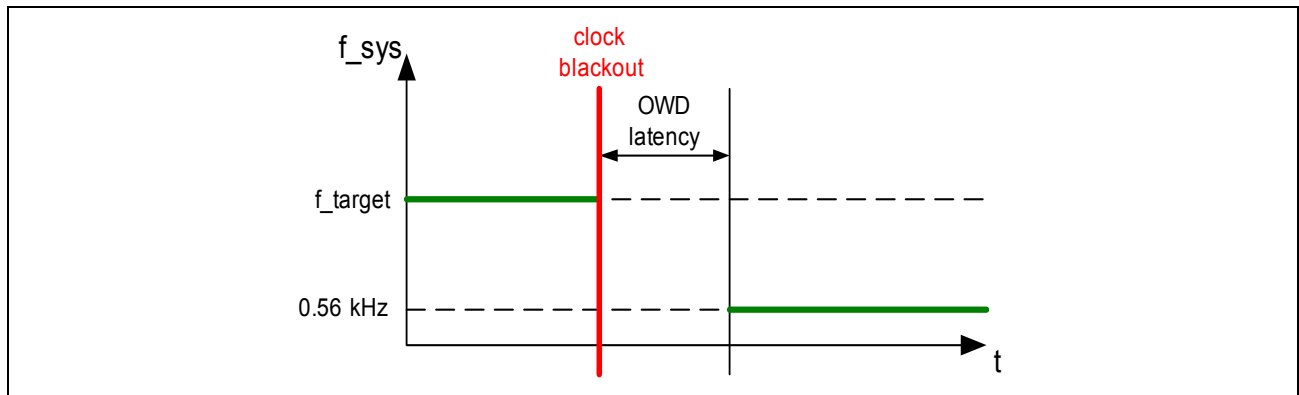 f_sys
clock
blackout
OWD
latency
f_target
0.56 kHz
t